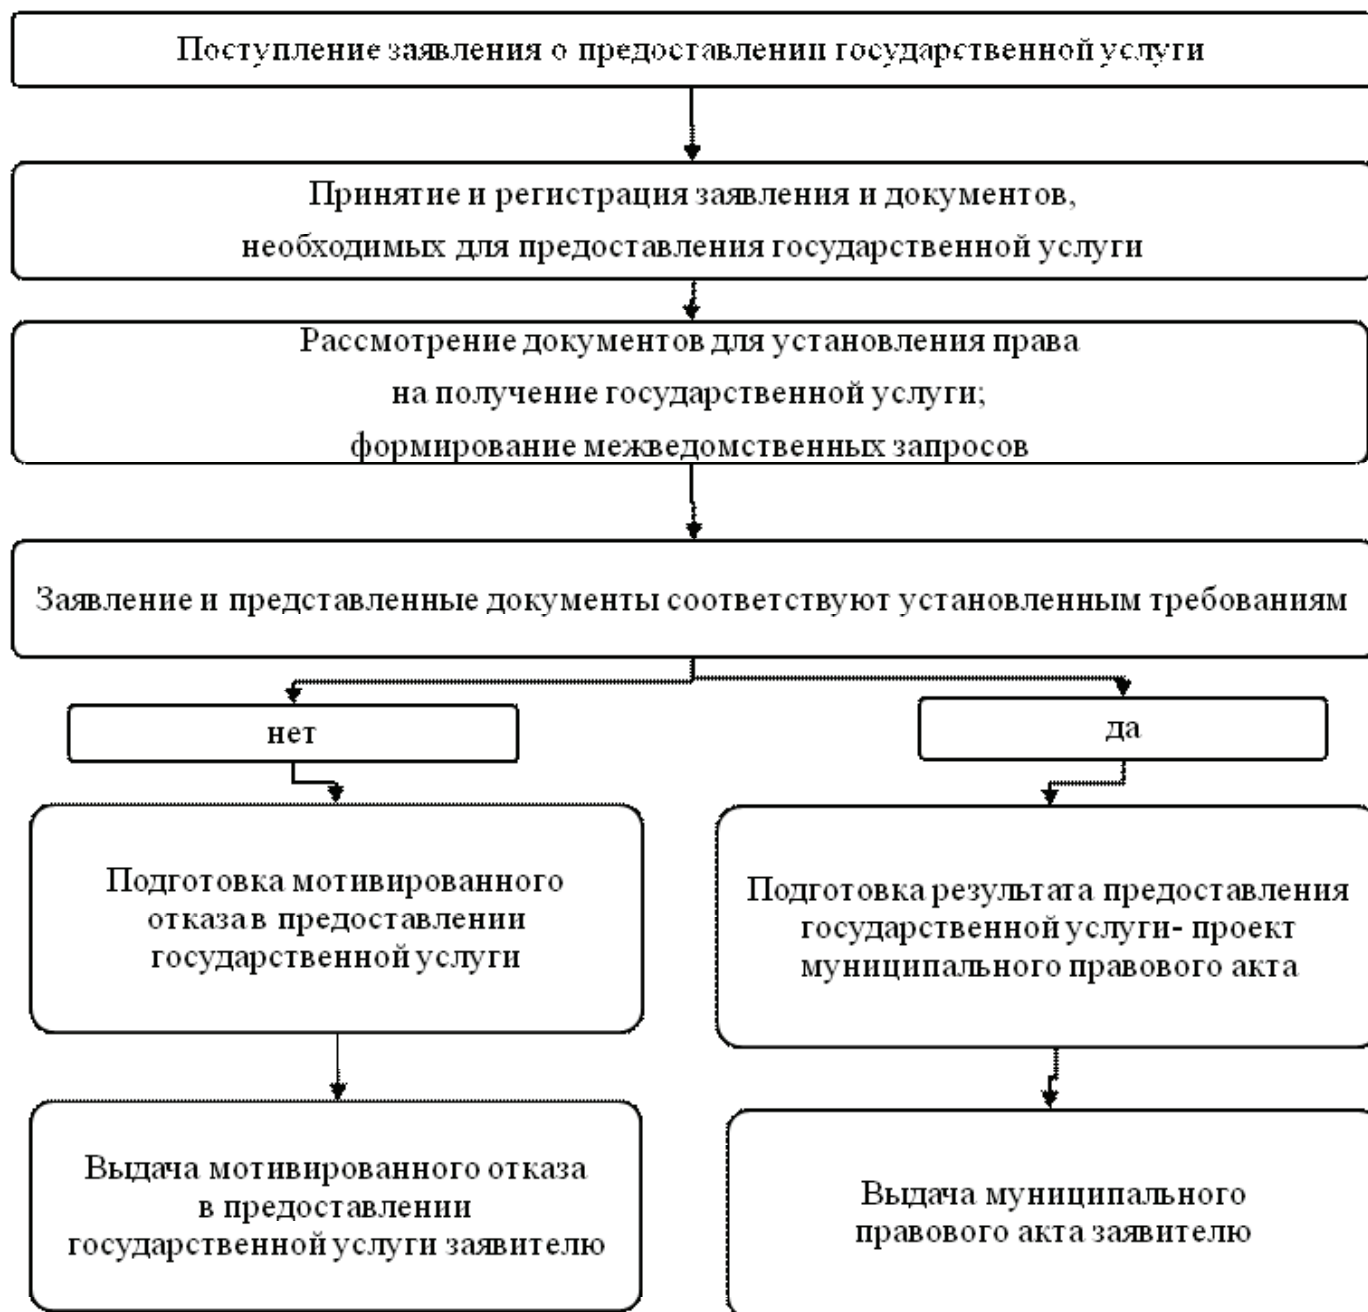 Поступление заявления о предоставлении государственной услуги
Принятие и регистрация заявления и документов,
необходимых для предоставления государственной услуги
Рассмотрение документов для установления права
на получение государственной услуги;
формирование межведомственных запросов
Заявление и представленные документы соответствуют установленным требованиям
нет
да
Подготовка мотивированного
отказа в предоставлении
государственной услуги
Подготовка результата предоставления
государственной услуги- проект
муниципального правового акта
Выдача мотивированного отказа
в предоставлении
государственной услуги заявителю
Выдача муниципального
правового акта заявителю